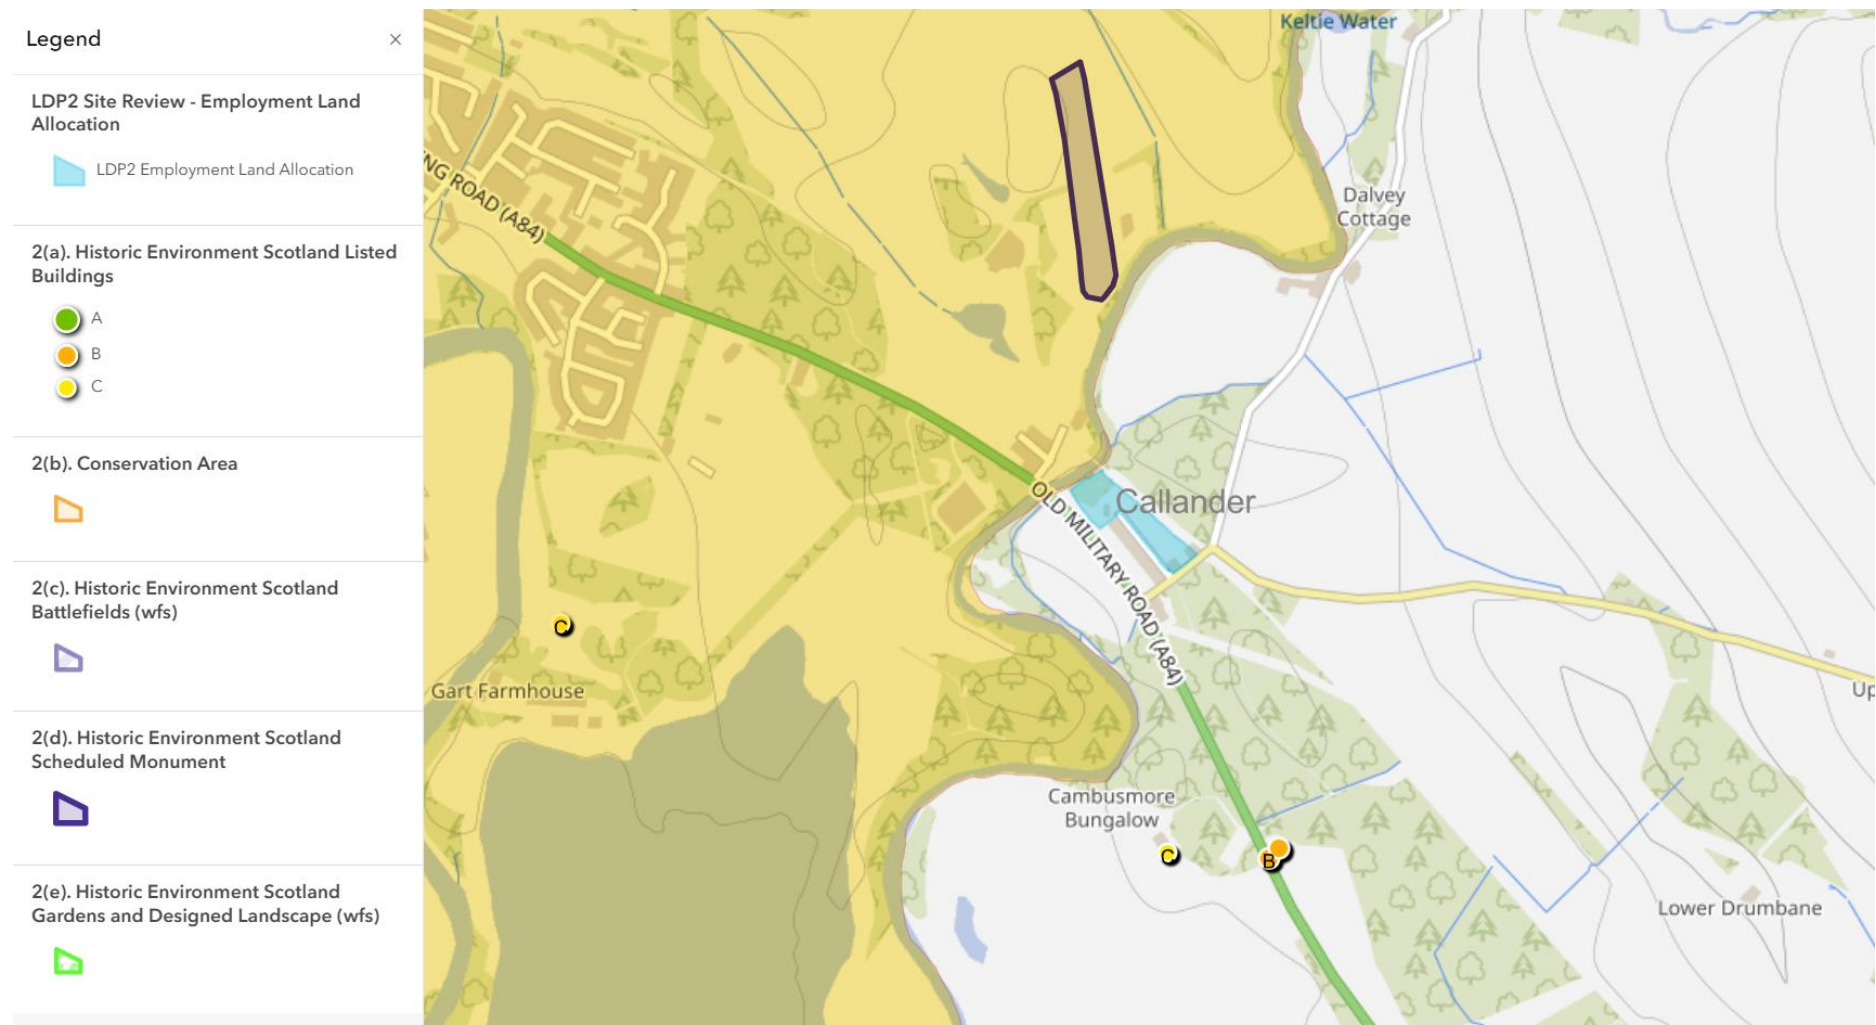 Legend
×
LDP2 Site Review - Employment Land
Allocation
LDP2 Employment Land Allocation
2(a). Historic Environment Scotland Listed
Buildings
A
B
C
2(b). Conservation Area
2(c). Historic Environment Scotland
Battlefields (wfs)
2(d). Historic Environment Scotland
Scheduled Monument
2(e). Historic Environment Scotland
Gardens and Designed Landscape (wfs)
Keltie Water
NG ROAD (A84)
Dalvey
Cottage
Callander
OLD MILITARY ROAD (A84)
C
Gart Farmhouse
Up
Cambusmore
Bungalow
C
B
Lower Drumbane